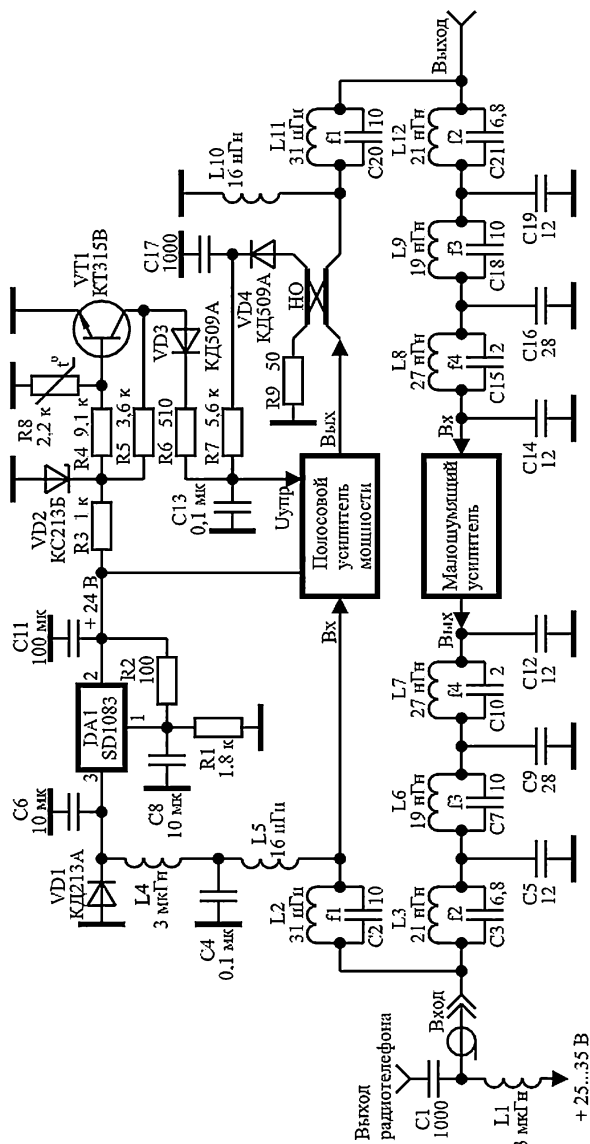 Выход
радиотелефона
C1
1000
L1
мкГн
+ 25...35 В
Вход
VD1
КД213А
L4
3 мкГн
C4
0.1 мк
L5
16 нГн
C6
10 мк
3
DA1
SD1083
2
1
C8
10 мк
R1
1.8 к
R2
100
C11
100 мк
+ 24 В
R3 1 к
VD2
КС213Б
R8
2,2 к
t°
R4 9,1 к
R5 3,6 к
R6 510
R7 5,6 к
VT1
КТ315В
VD3
КД509А
C13
0,1 мк
Uупр
C17
1000
VD4
КД509А
R9 50
НО
L10
16 нГн
L2
31 нГн
f1
C2 10
Вх
Полосовой
усилитель
мощности
Вых
L11
31 нГн
f1
C20 10
Выход
L3
21 нГн
f2
C3 6,8
C5
12
L6
19 нГн
f3
C7 10
C9
28
L7
27 нГн
f4
C10 2
C12
12
Вых
Малошумящий
усилитель
Вх
C14
12
L8
27 нГн
f4
C15 2
C16
28
L9
19 нГн
f3
C18 10
C19
12
L12
21 нГн
f2
C21 6,8